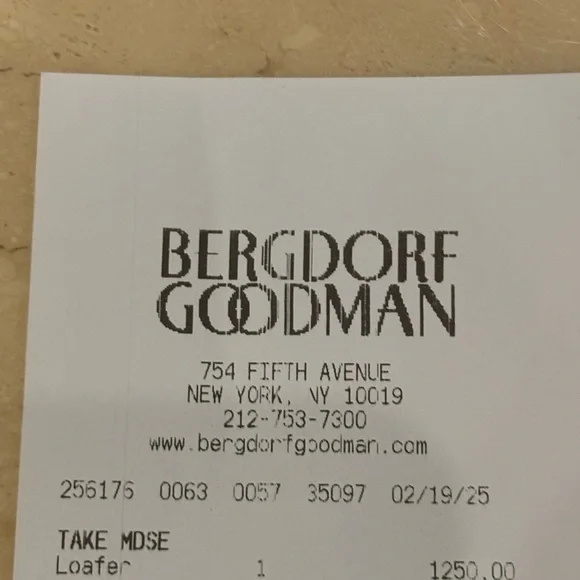 BERGDORF
GOODMAN
754 FIFTH AVENUE
NEW YORK, NY 10019
212-753-7300
www.bergdorfgoodman.com
256176 0063 0057 35097 02/19/25
TAKE MDSE
Loafer 1 1250.00